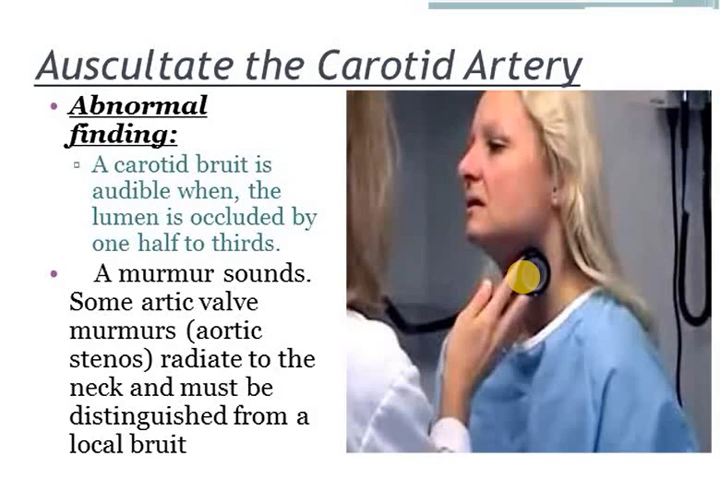 Auscultate the Carotid Artery
• Abnormal
finding:
▫ A carotid bruit is
audible when, the
lumen is occluded by
one half to thirds.
• A murmur sounds.
Some artic valve
murmurs (aortic
stenos) radiate to the
neck and must be
distinguished from a
local bruit